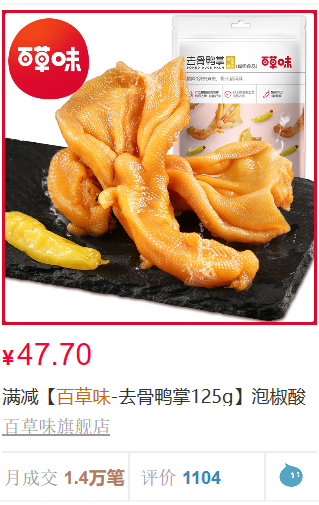 百草味
去骨鸭掌
百草味
¥47.70
满减【百草味-去骨鸭掌125g】泡椒酸
百草味旗舰店
月成交 1.4万笔
评价 1104